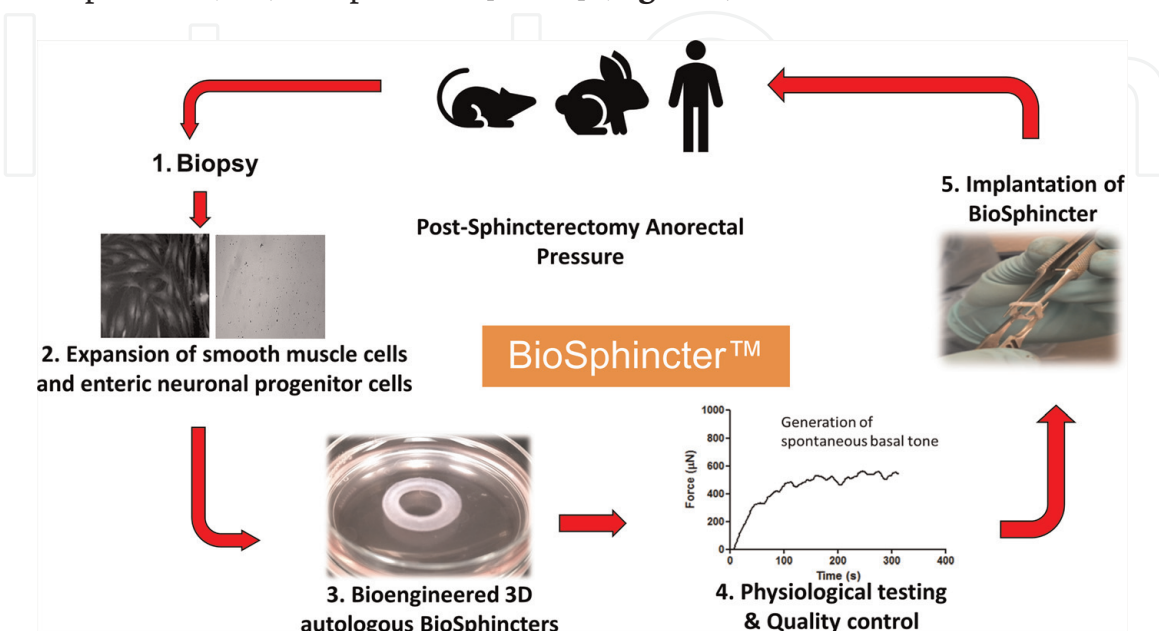 1. Biopsy
Post-Sphincterectomy Anorectal
Pressure
5. Implantation of
BioSphincter
2. Expansion of smooth muscle cells
and enteric neuronal progenitor cells
BioSphincter™
Generation of
spontaneous basal tone
1000
800
600
400
200
0
Force (µN)
0 100 200 300 400
Time (s)
3. Bioengineered 3D
autologous BioSphincters
4. Physiological testing
& Quality control